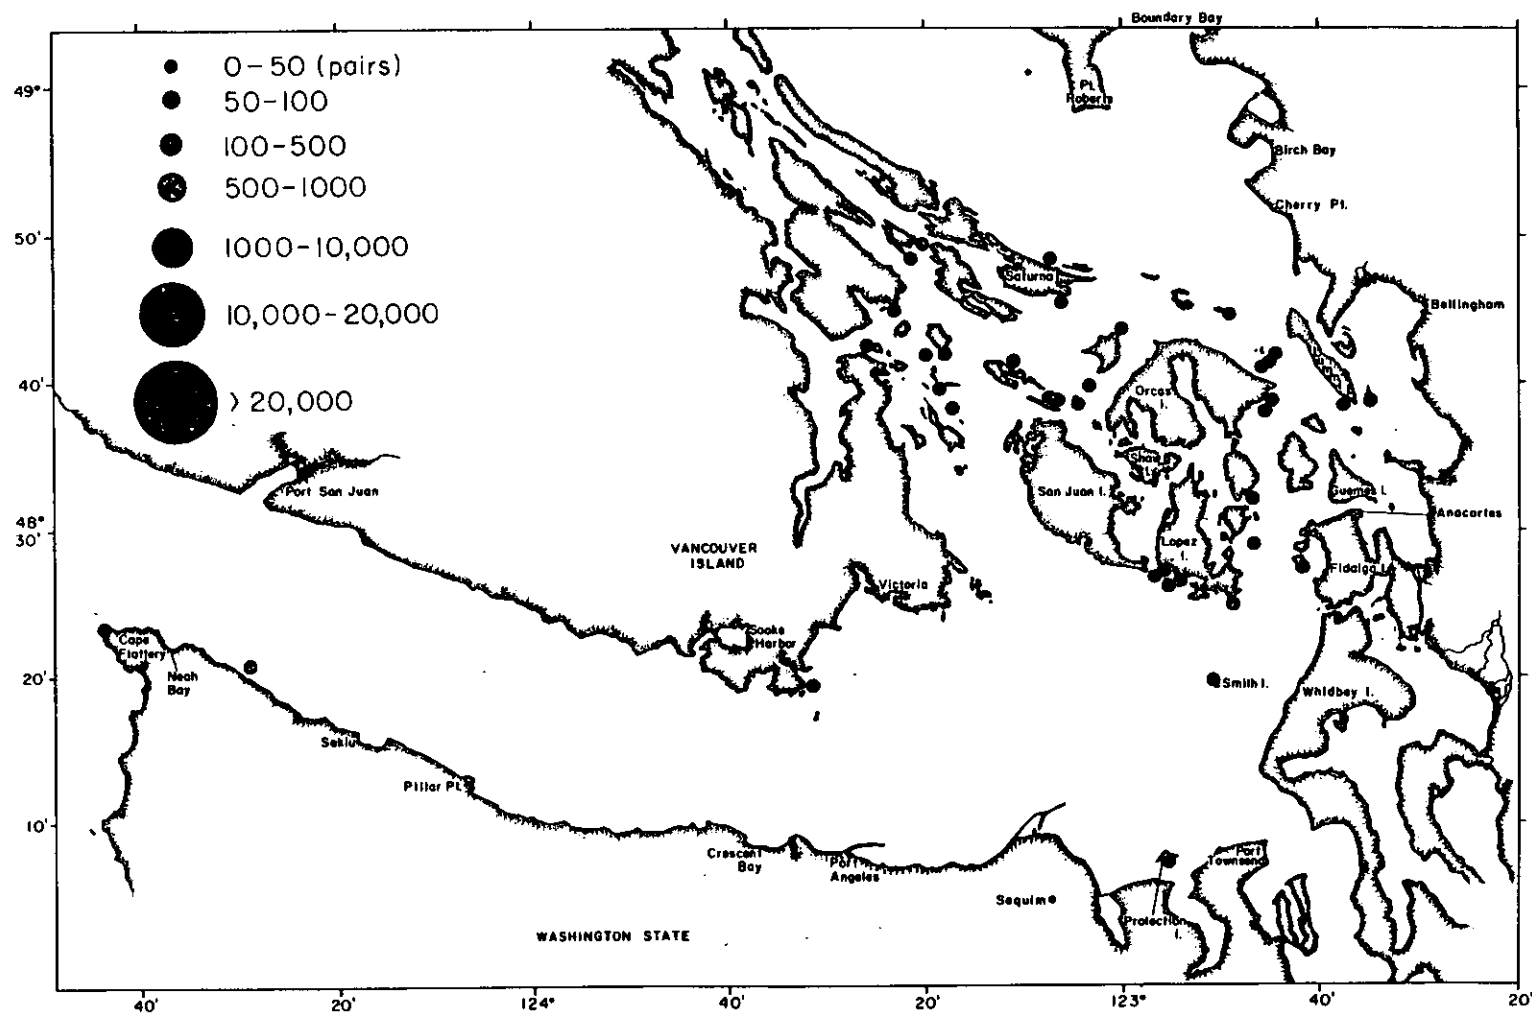 Boundary Bay
0-50 (pairs)
50-100
100-500
500-1000
1000-10,000
10,000-20,000
> 20,000
49°
50'
40'
48°
30'
20'
10'
Pt.
Roberts
Birch Bay
Cherry Pt.
Saturna
Bellingham
Orcas
I.
Shaw
I.
Port San Juan
San Juan I.
Guemes I.
Anacortes
VANCOUVER
ISLAND
Lopez
I.
Fidalgo I.
Victoria
Sooke
Harbor
Cape
Flattery
Neah
Bay
Smith I.
Whidbey I.
Sekiu
Pillar Pt.
Crescent
Bay
Port
Angeles
Port
Townsend
Sequim
Protection
I.
WASHINGTON STATE
40'
20'
124°
40'
20'
123°
40'
20'